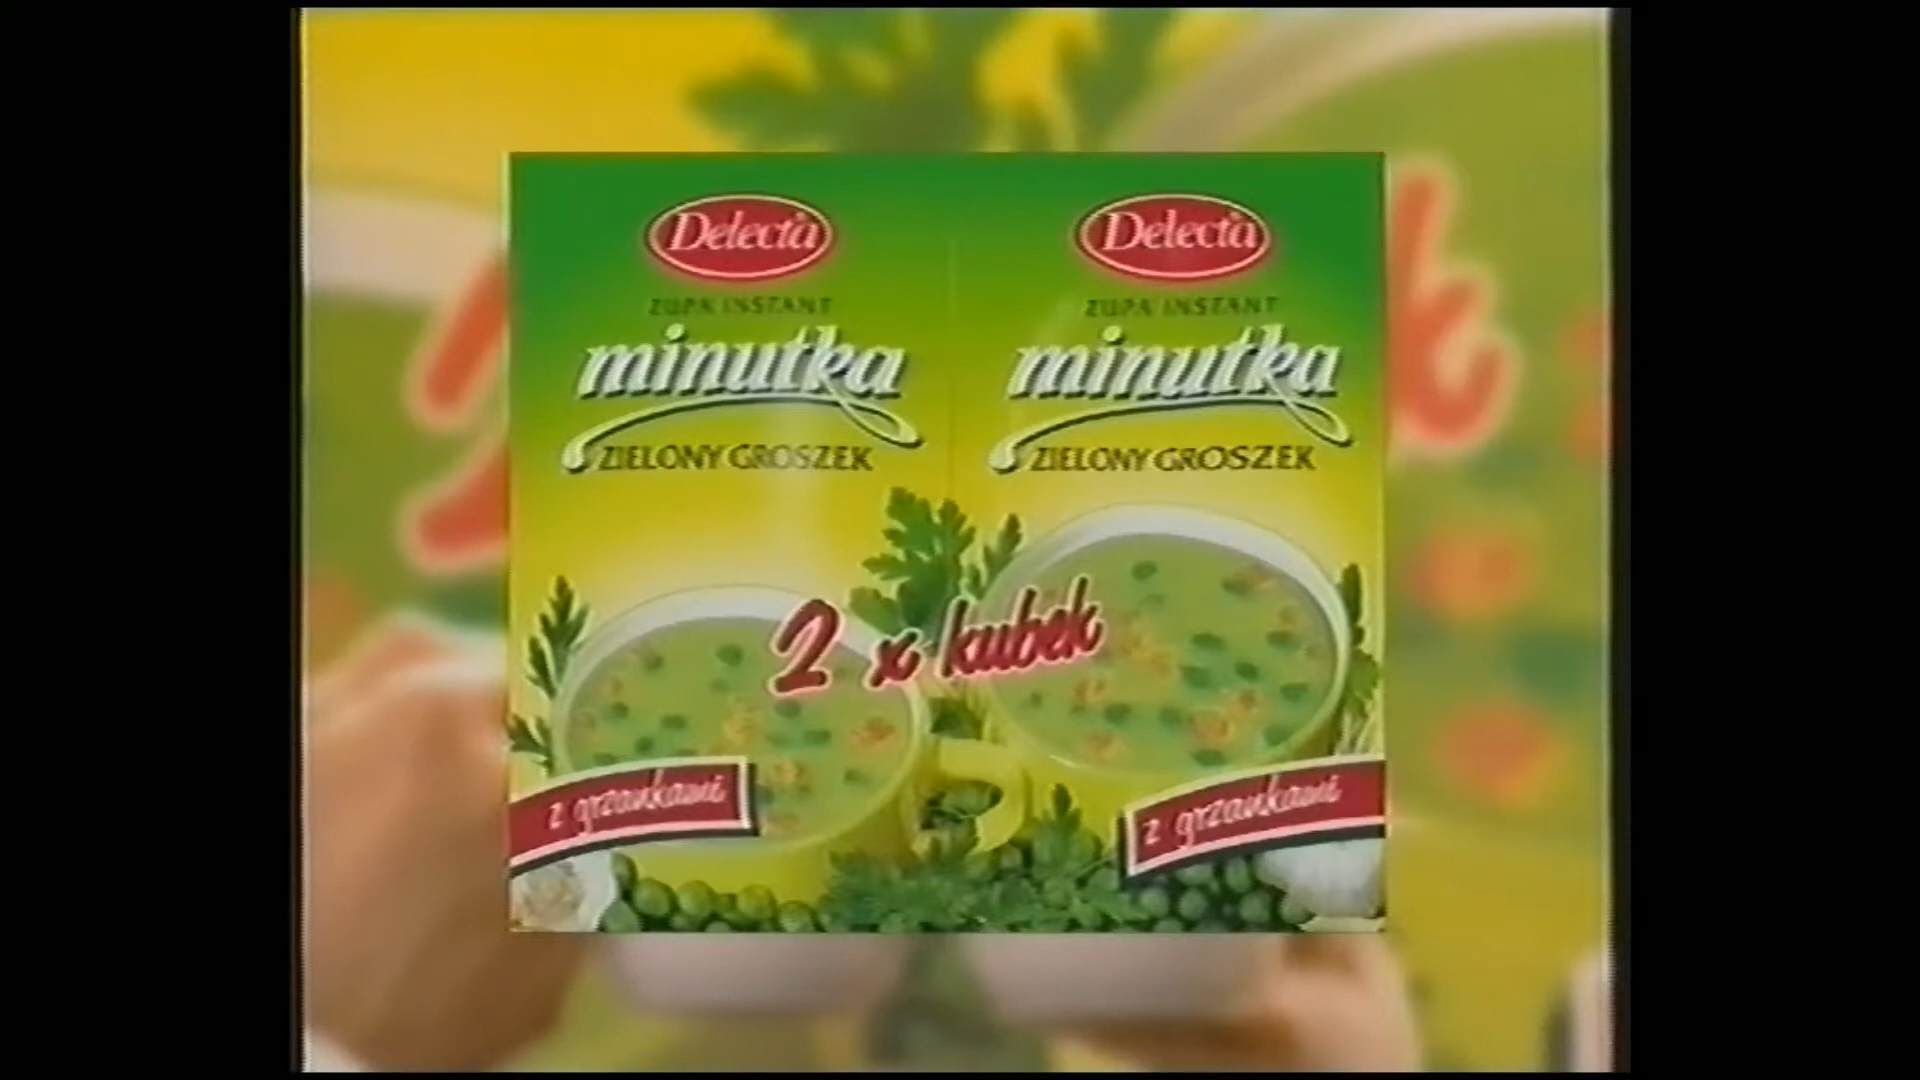 Delecta
ZUPA INSTANT
minutka
ZIELONY GROSZEK
Delecta
ZUPA INSTANT
minutka
ZIELONY GROSZEK
2 x kubek
z grzankami
z grzankami